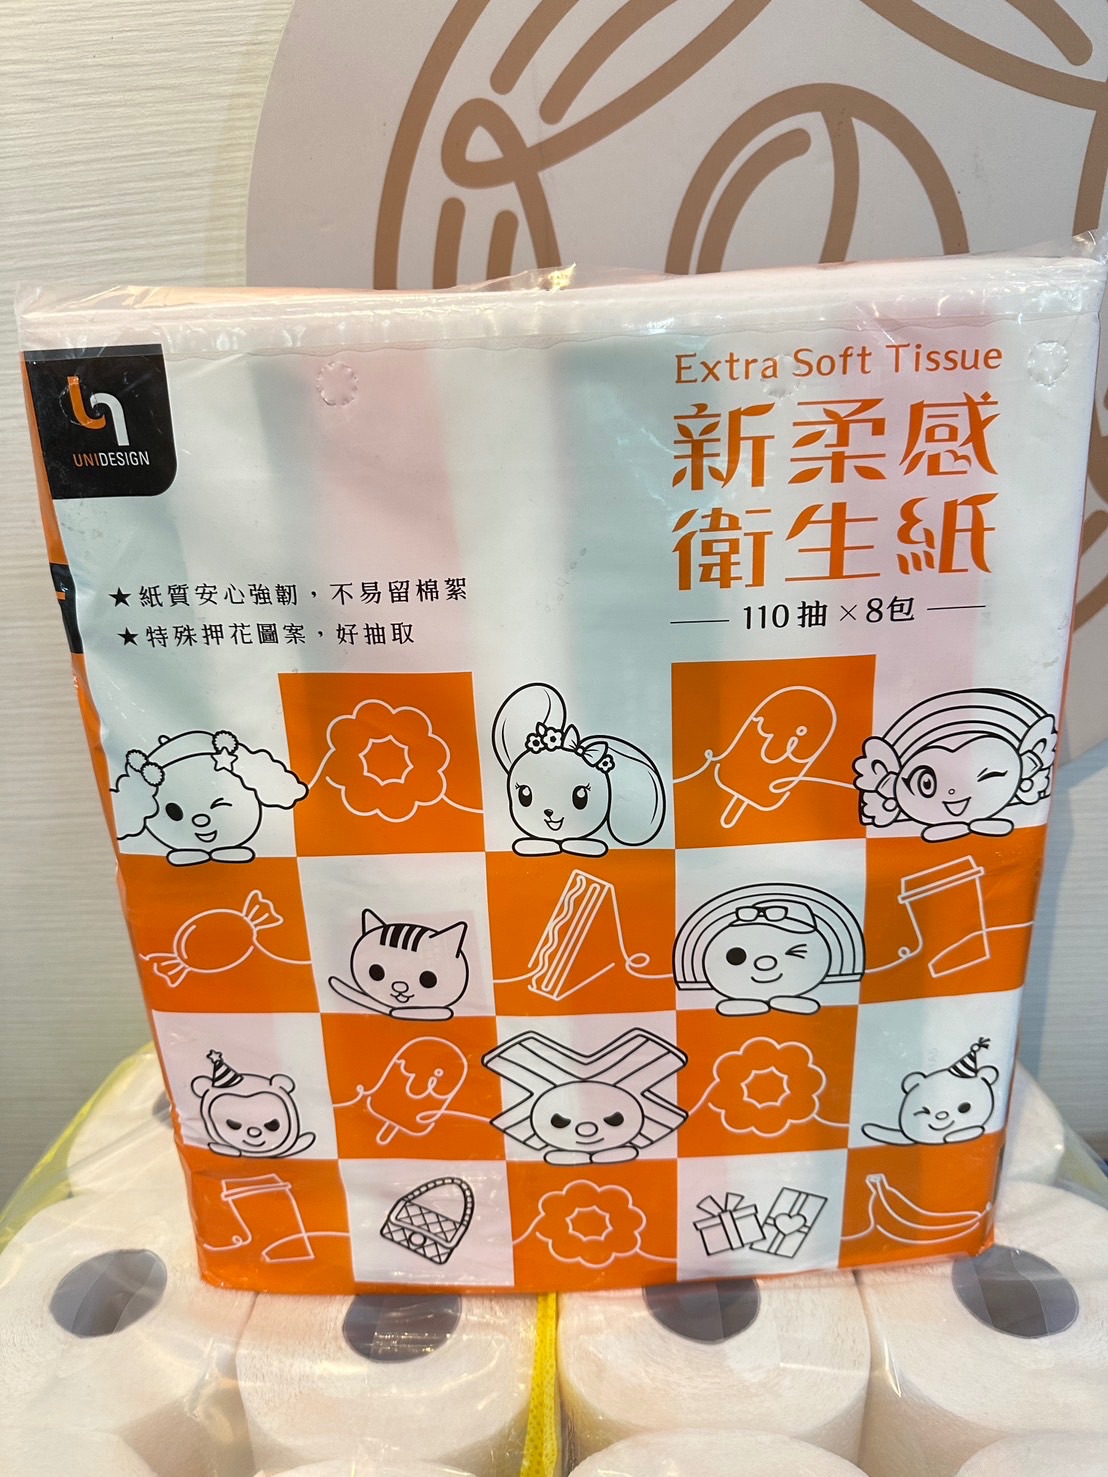 UNIDESIGN
Extra Soft Tissue
新柔感
衛生紙
110抽×8包
★紙質安心強韌，不易留棉絮
★特殊押花圖案，好抽取